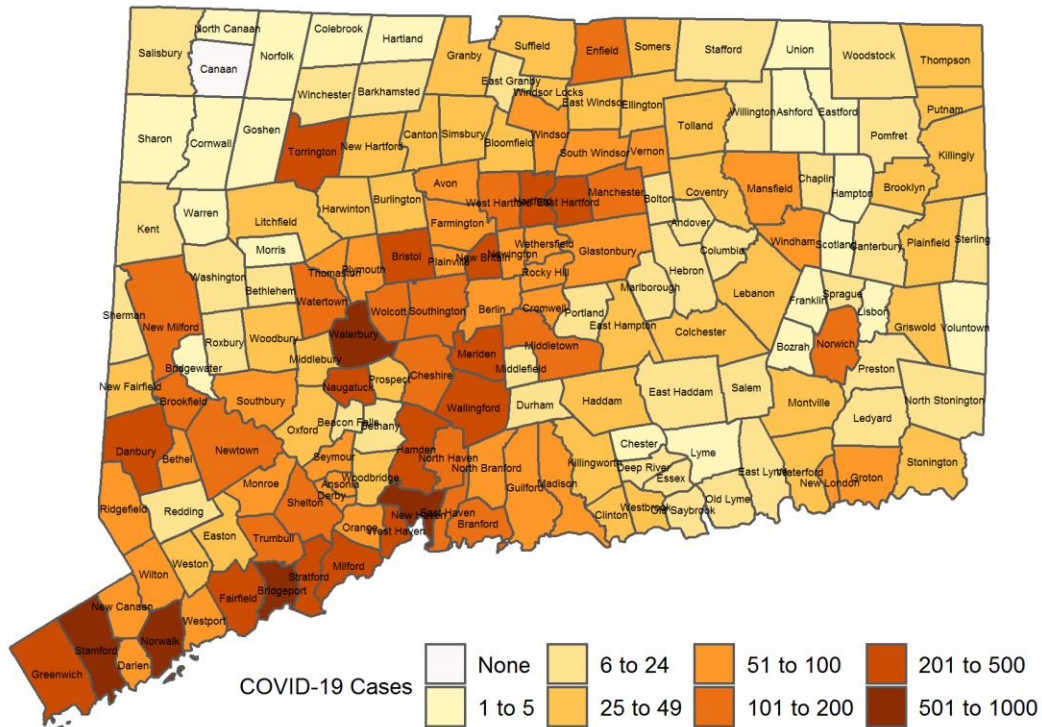 North Canaan
Colebrook
Hartland
Salisbury
Canaan
Norfolk
Granby
Suffield
Enfield
Somers
Stafford
Union
Woodstock
Thompson
East Granby
Windsor Locks
Winchester
Barkhamsted
East Windsor
Ellington
Willington
Ashford
Eastford
Putnam
Sharon
Cornwall
Goshen
Torrington
New Hartford
Canton
Simsbury
Bloomfield
Windsor
South Windsor
Vernon
Tolland
Pomfret
Killingly
Avon
West Hartford
Hartford
East Hartford
Manchester
Bolton
Coventry
Mansfield
Chaplin
Hampton
Brooklyn
Kent
Warren
Litchfield
Harwinton
Burlington
Farmington
Andover
Morris
Bristol
Plainville
New Britain
Newington
Wethersfield
Glastonbury
Columbia
Windham
Scotland
Canterbury
Plainfield
Sterling
Washington
Bethlehem
Thomaston
Plymouth
Rocky Hill
Hebron
Marlborough
Sherman
New Milford
Watertown
Wolcott
Southington
Berlin
Cromwell
Portland
East Hampton
Lebanon
Franklin
Sprague
Lisbon
Griswold
Voluntown
Roxbury
Woodbury
Waterbury
Colchester
Bozrah
Norwich
Bridgewater
Middlebury
Meriden
Middletown
Middlefield
Preston
New Fairfield
Brookfield
Southbury
Naugatuck
Prospect
Cheshire
Wallingford
Durham
Haddam
East Haddam
Salem
Montville
Ledyard
North Stonington
Danbury
Bethel
Newtown
Oxford
Beacon Falls
Bethany
Hamden
North Haven
North Branford
Guilford
Madison
Killingworth
Chester
Lyme
Deep River
Essex
East Lyme
Waterford
New London
Groton
Stonington
Seymour
Woodbridge
Ansonia
Derby
Monroe
Ridgefield
Redding
Shelton
Orange
New Haven
East Haven
West Haven
Branford
Clinton
Westbrook
Old Saybrook
Old Lyme
Easton
Trumbull
Weston
Wilton
Milford
Stratford
Bridgeport
Fairfield
New Canaan
Westport
Norwalk
Stamford
Darien
Greenwich
COVID-19 Cases
None
1 to 5
6 to 24
25 to 49
51 to 100
101 to 200
201 to 500
501 to 1000